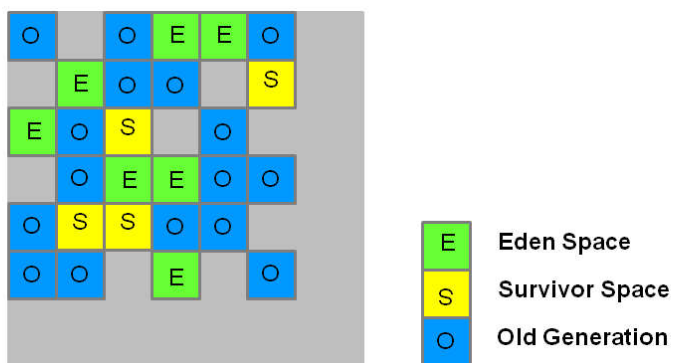 O O E E O
E O O S
E O S O
O E E O O
O S S O O
O O E O
E Eden Space
S Survivor Space
O Old Generation